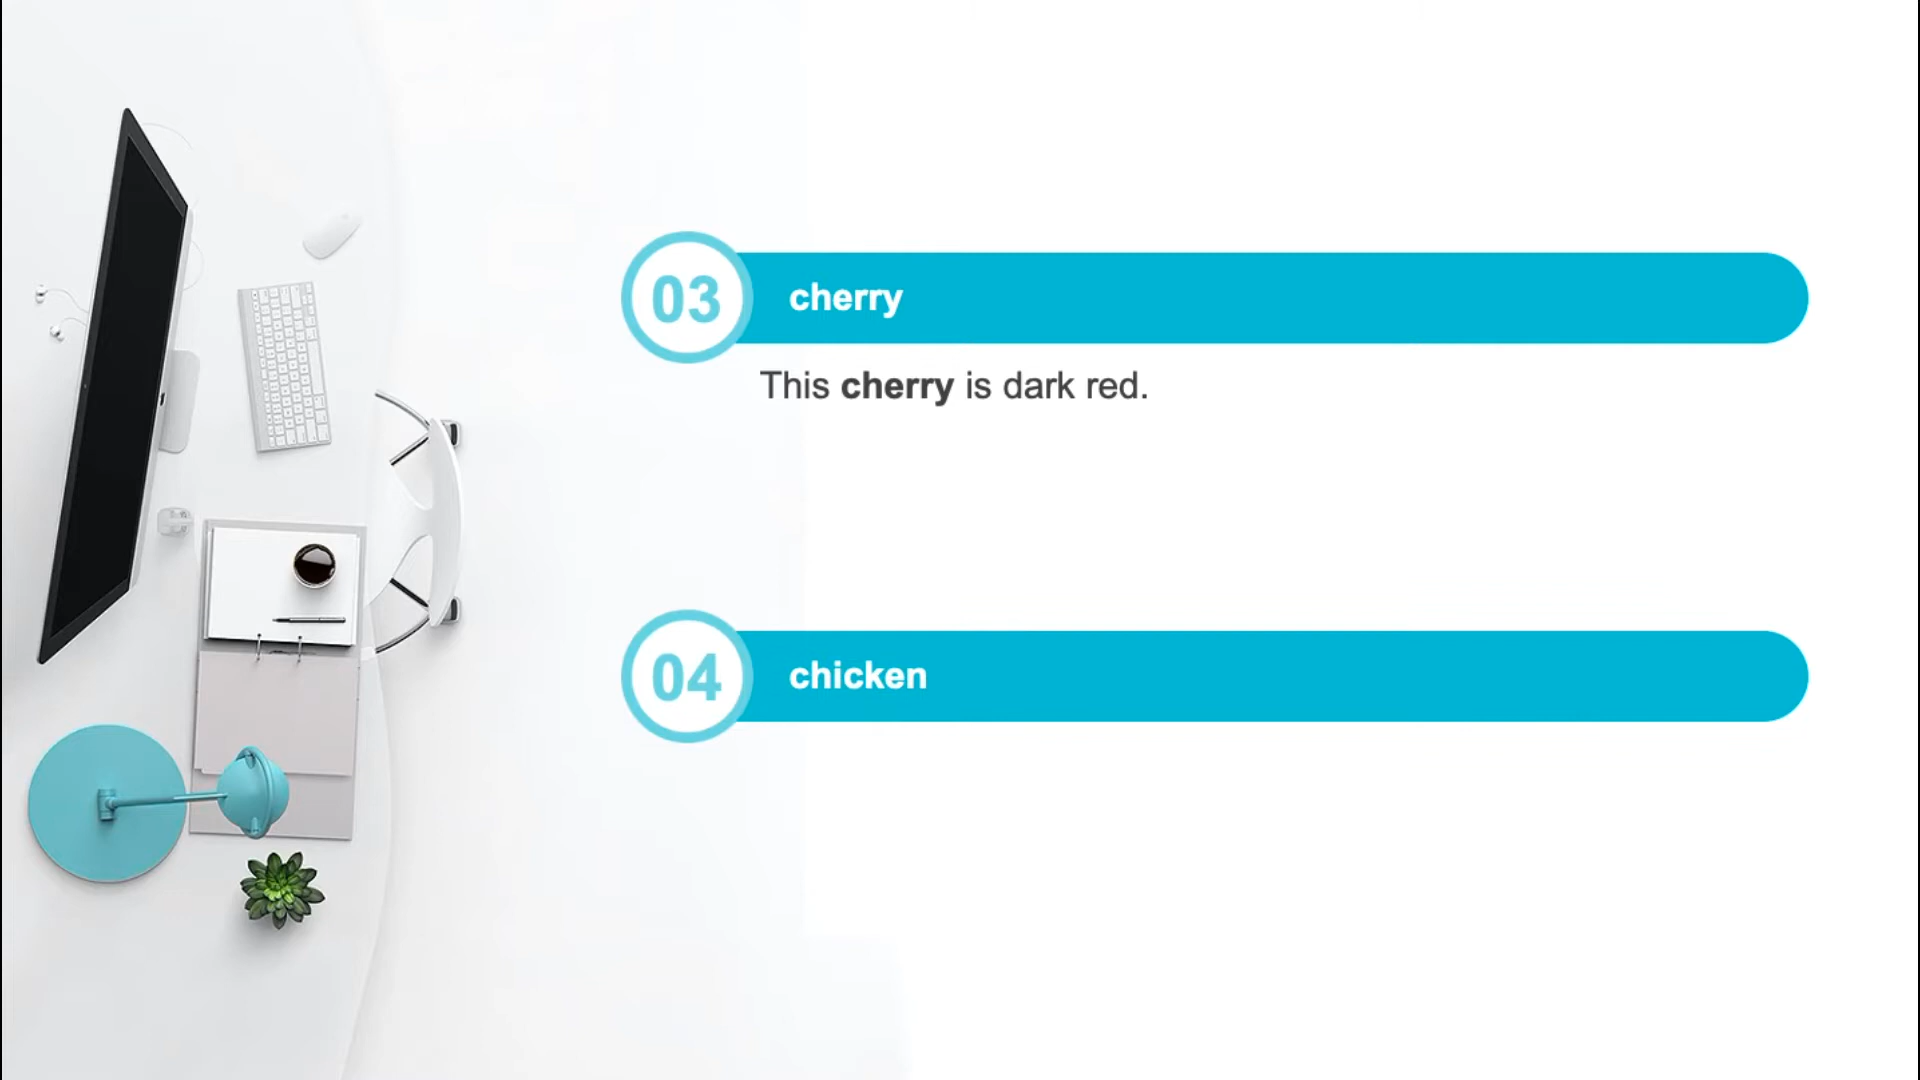 03
cherry
This cherry is dark red.
04
chicken